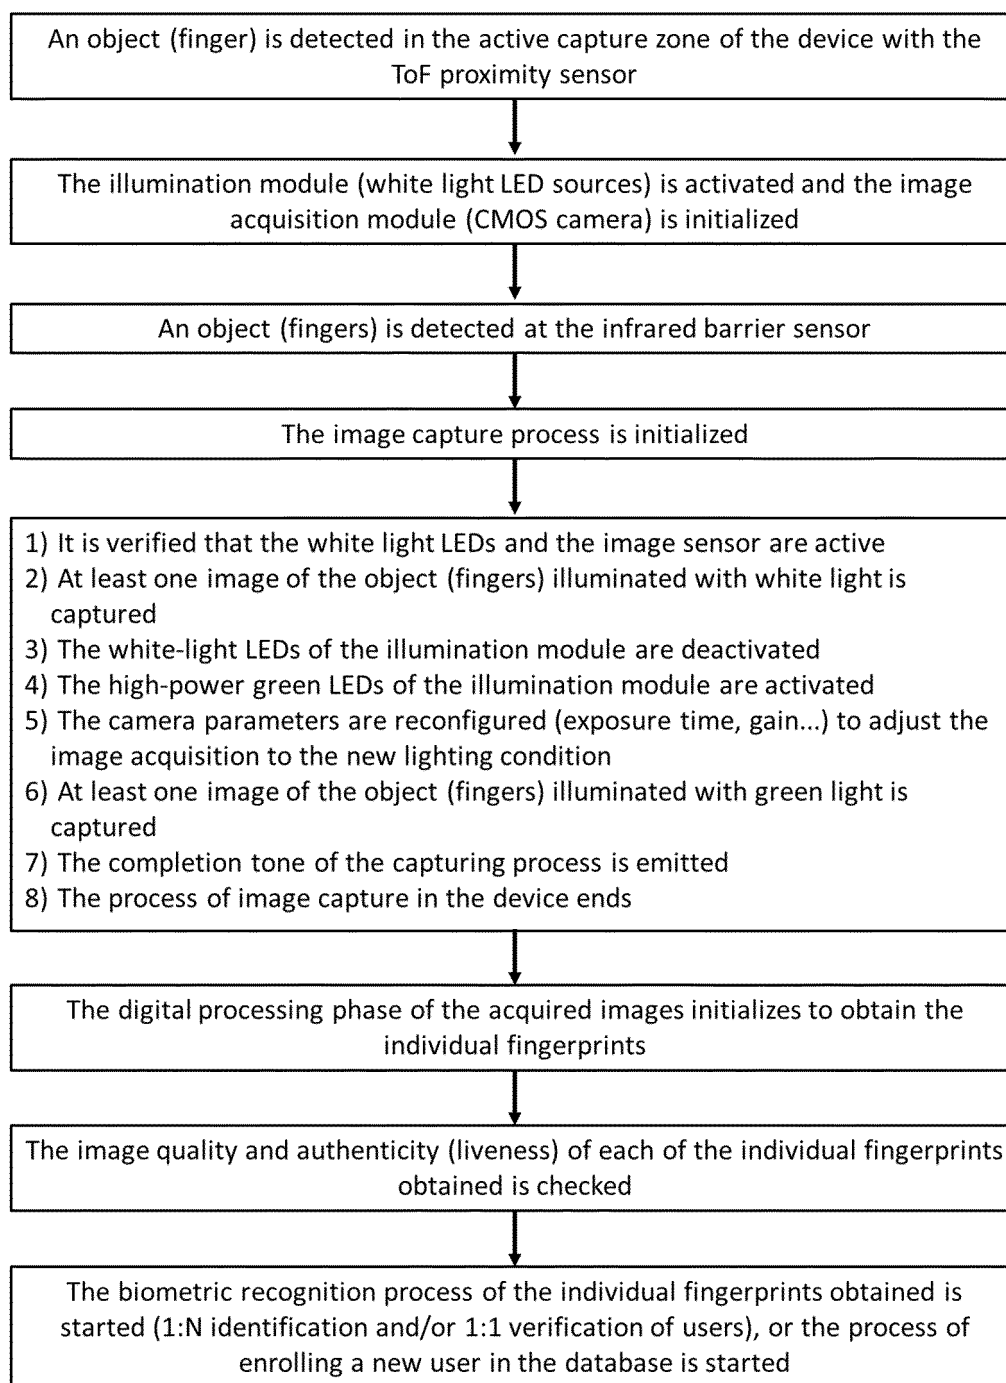 An object (finger) is detected in the active capture zone of the device with the
ToF proximity sensor
The illumination module (white light LED sources) is activated and the image
acquisition module (CMOS camera) is initialized
An object (fingers) is detected at the infrared barrier sensor
The image capture process is initialized
1) It is verified that the white light LEDs and the image sensor are active
2) At least one image of the object (fingers) illuminated with white light is
captured
3) The white-light LEDs of the illumination module are deactivated
4) The high-power green LEDs of the illumination module are activated
5) The camera parameters are reconfigured (exposure time, gain...) to adjust the
image acquisition to the new lighting condition
6) At least one image of the object (fingers) illuminated with green light is
captured
7) The completion tone of the capturing process is emitted
8) The process of image capture in the device ends
The digital processing phase of the acquired images initializes to obtain the
individual fingerprints
The image quality and authenticity (liveness) of each of the individual fingerprints
obtained is checked
The biometric recognition process of the individual fingerprints obtained is
started (1:N identification and/or 1:1 verification of users), or the process of
enrolling a new user in the database is started